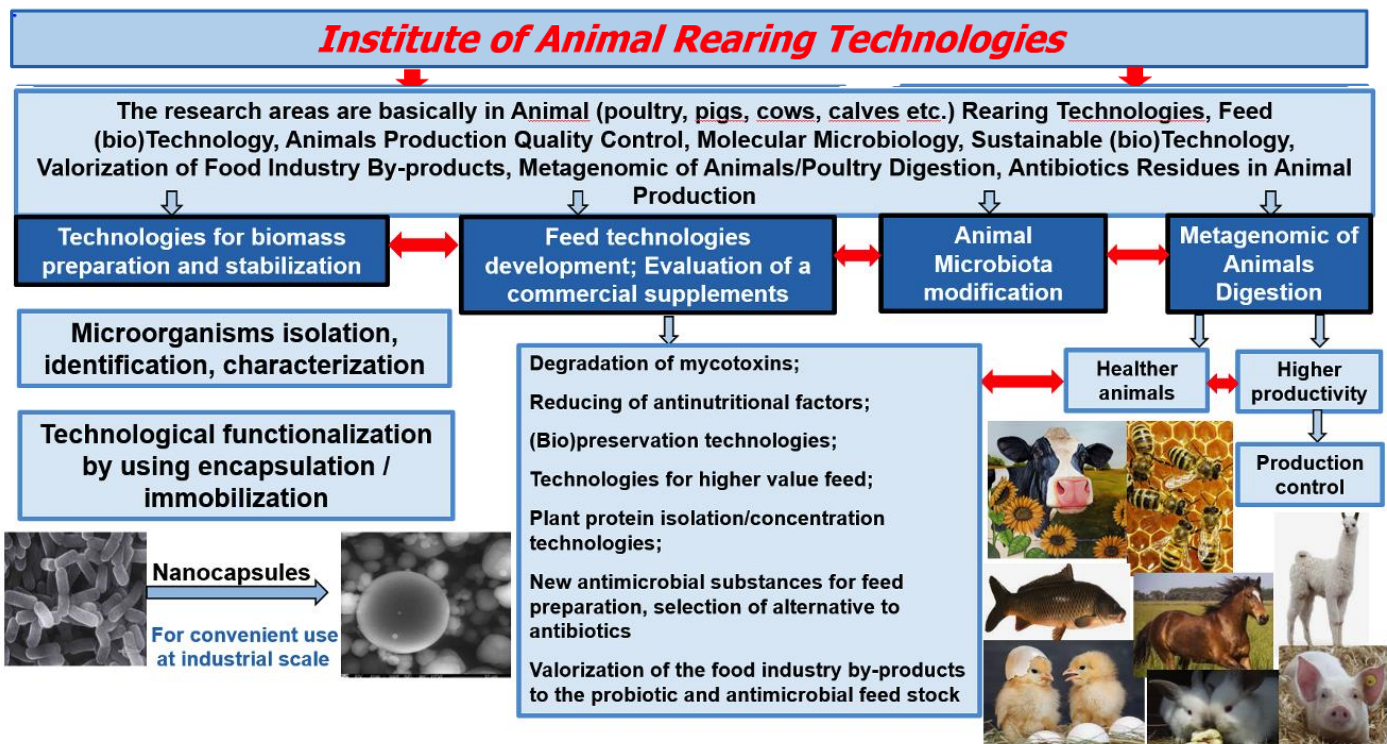 Institute of Animal Rearing Technologies
The research areas are basically in Animal (poultry, pigs, cows, calves etc.) Rearing Technologies, Feed
(bio)Technology, Animals Production Quality Control, Molecular Microbiology, Sustainable (bio)Technology,
Valorization of Food Industry By-products, Metagenomic of Animals/Poultry Digestion, Antibiotics Residues in Animal
Production
Technologies for biomass
preparation and stabilization
Feed technologies
development; Evaluation of a
commercial supplements
Animal
Microbiota
modification
Metagenomic of
Animals
Digestion
Microorganisms isolation,
identification, characterization
Technological functionalization
by using encapsulation /
immobilization
Nanocapsules
For convenient use
at industrial scale
Degradation of mycotoxins;
Reducing of antinutritional factors;
(Bio)preservation technologies;
Technologies for higher value feed;
Plant protein isolation/concentration
technologies;
New antimicrobial substances for feed
preparation, selection of alternative to
antibiotics
Valorization of the food industry by-products
to the probiotic and antimicrobial feed stock
Healther
animals
Higher
productivity
Production
control